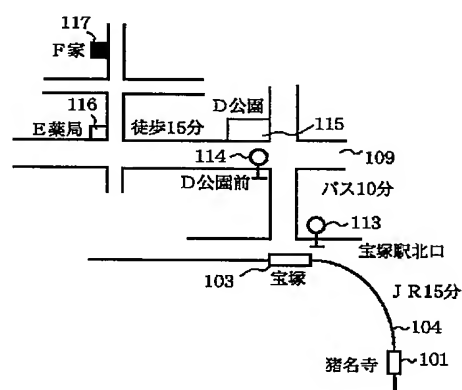 117
F家
116
E薬局
徒歩15分
D公園
115
114
109
D公園前
バス10分
113
宝塚駅北口
103
宝塚
JR15分
104
101
猪名寺